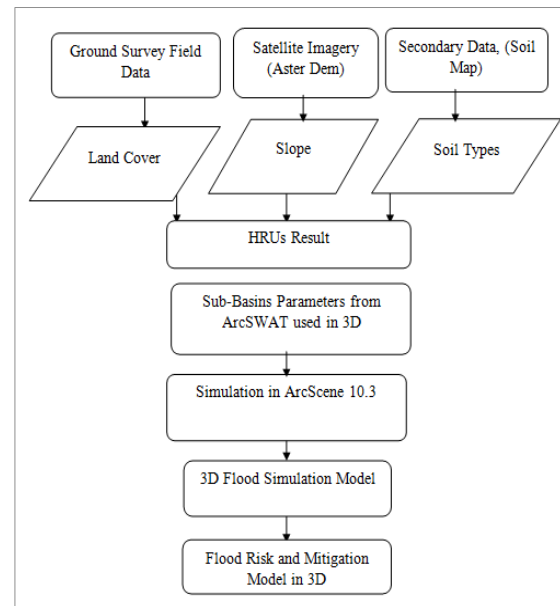 Ground Survey Field
Data
Satellite Imagery
(Aster Dem)
Secondary Data, (Soil
Map)
Land Cover
Slope
Soil Types
HRUs Result
Sub-Basins Parameters from
ArcSWAT used in 3D
Simulation in ArcScene 10.3
3D Flood Simulation Model
Flood Risk and Mitigation
Model in 3D